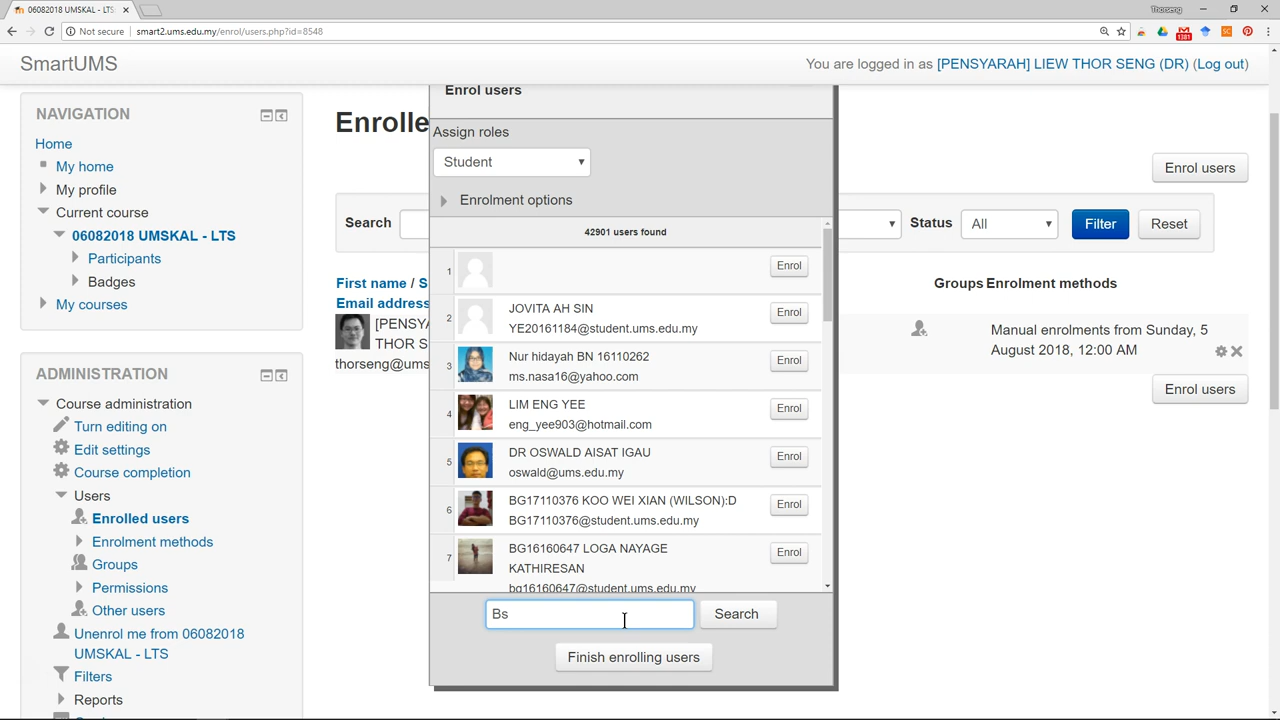 06082018 UMSKAL - LTS
Thorseng
Not secure
smart2.ums.edu.my/enrol/users.php?id=8548
1381
SmartUMS
You are logged in as [PENSYARAH] LIEW THOR SENG (DR) (Log out)
NAVIGATION
Home
My home
My profile
Current course
06082018 UMSKAL - LTS
Participants
Badges
My courses
ADMINISTRATION
Course administration
Turn editing on
Edit settings
Course completion
Users
Enrolled users
Enrolment methods
Groups
Permissions
Other users
Unenrol me from 06082018
UMSKAL - LTS
Filters
Reports
Enrolle
Enrol users
Search
Status
All
Filter
Reset
First name / S
Email address
Groups
Enrolment methods
[PENSYA
THOR S
thorseng@ums
Manual enrolments from Sunday, 5
August 2018, 12:00 AM
Enrol users
Enrol users
Assign roles
Student
Enrolment options
42901 users found
1
Enrol
2
JOVITA AH SIN
YE20161184@student.ums.edu.my
Enrol
3
Nur hidayah BN 16110262
ms.nasa16@yahoo.com
Enrol
4
LIM ENG YEE
eng_yee903@hotmail.com
Enrol
5
DR OSWALD AISAT IGAU
oswald@ums.edu.my
Enrol
6
BG17110376 KOO WEI XIAN (WILSON):D
BG17110376@student.ums.edu.my
Enrol
7
BG16160647 LOGA NAYAGE
KATHIRESAN
bg16160647@student.ums.edu.my
Enrol
Bs
Search
Finish enrolling users